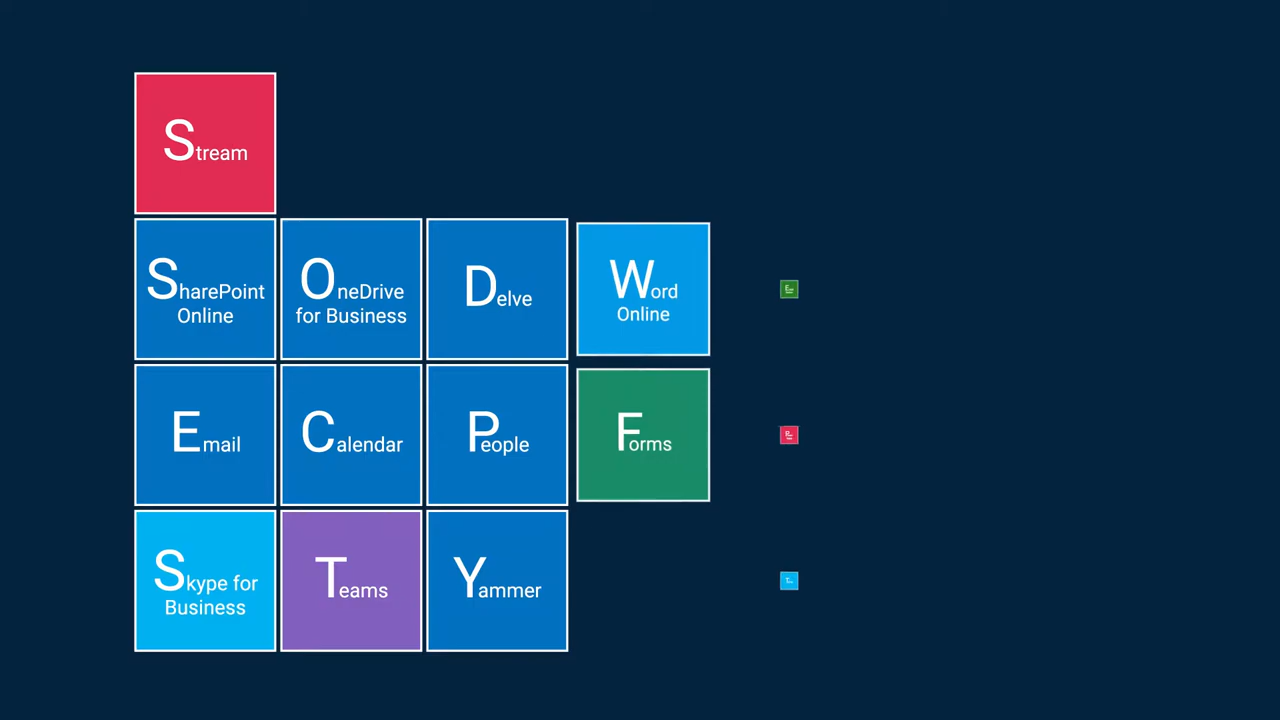 Stream
SharePoint
Online
OneDrive
for Business
Delve
Word
Online
Email
Calendar
People
Forms
Skype for
Business
Teams
Yammer